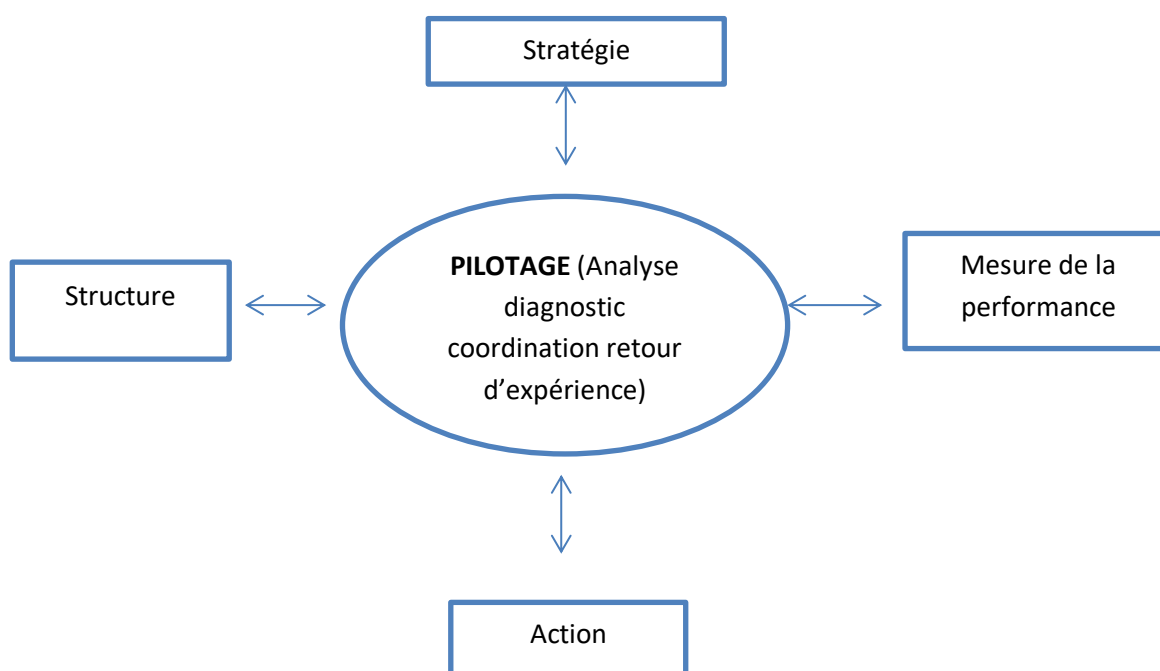 Stratégie
Structure
PILOTAGE (Analyse
diagnostic
coordination retour
d’expérience)
Mesure de la
performance
Action